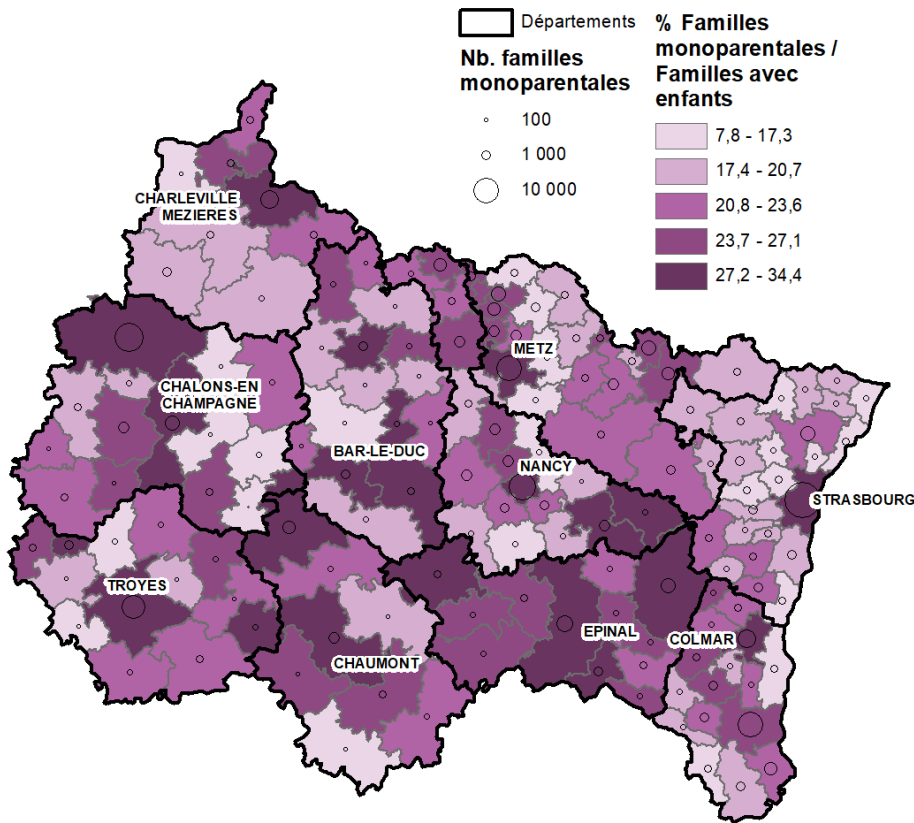 Départements
Nb. familles
monoparentales
100
1 000
10 000
% Familles
monoparentales /
Familles avec
enfants
7,8 - 17,3
17,4 - 20,7
20,8 - 23,6
23,7 - 27,1
27,2 - 34,4
CHARLEVILLE
MEZIERES
METZ
CHALONS-EN
CHAMPAGNE
BAR-LE-DUC
NANCY
STRASBOURG
TROYES
EPINAL
COLMAR
CHAUMONT